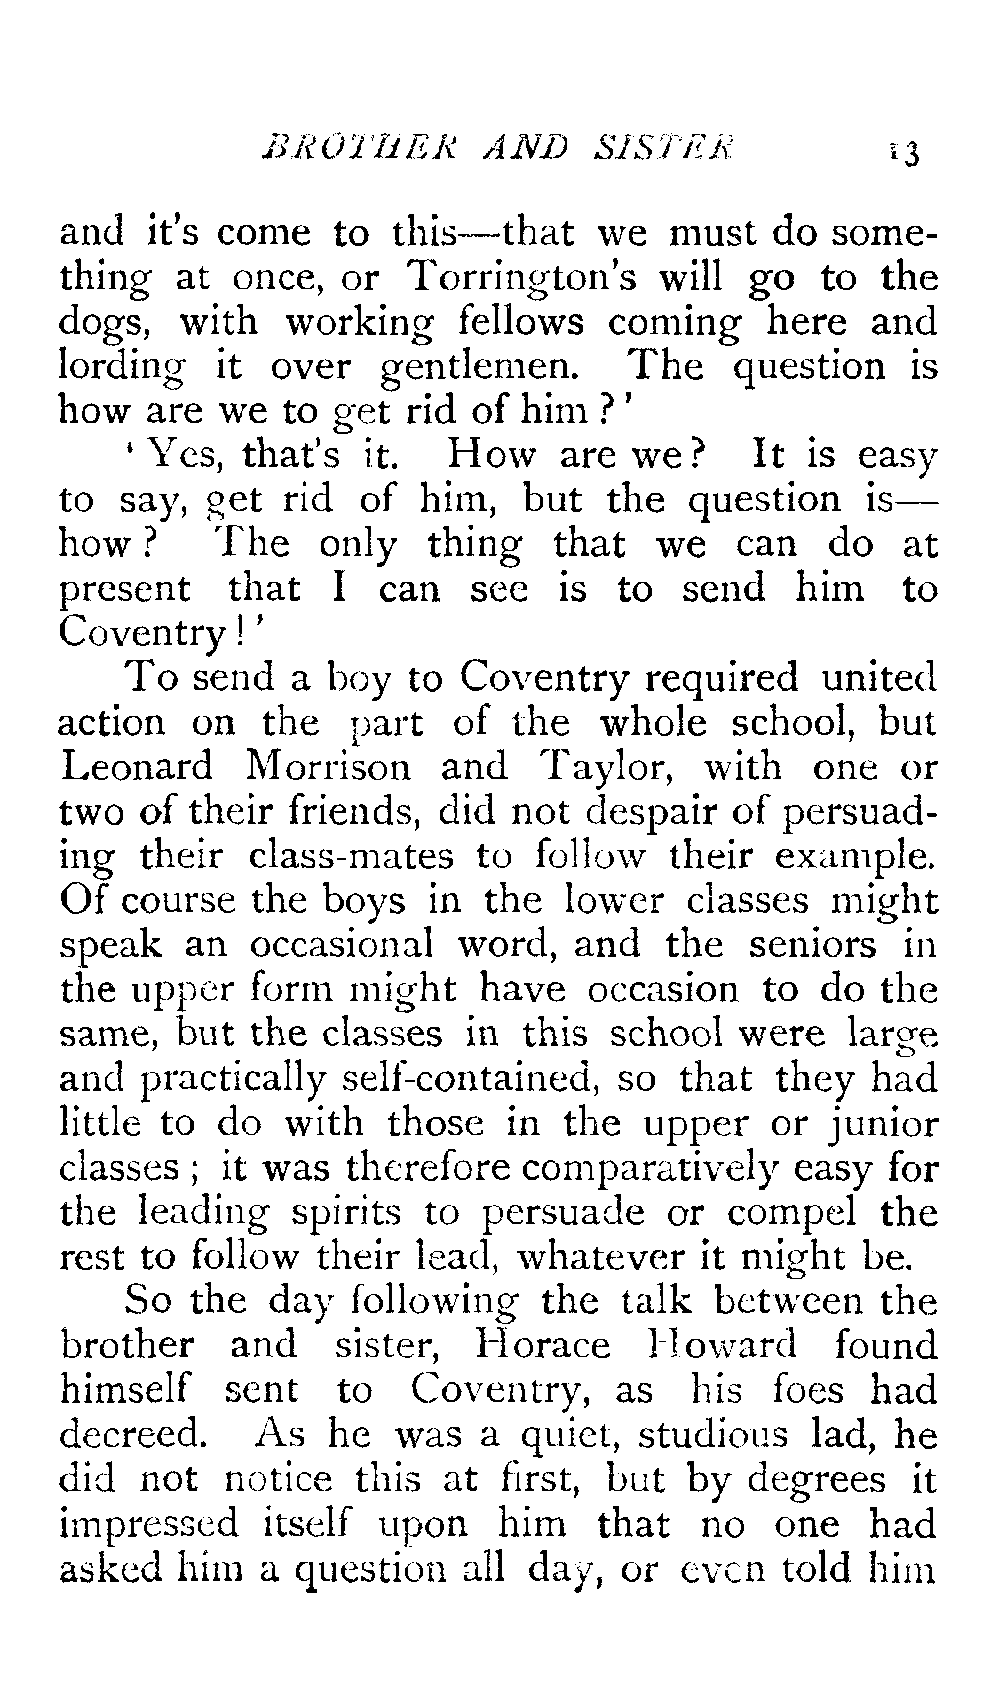 BROTHER AND SISTER 13
and it's come to this—that we must do some-
thing at once, or Torrington's will go to the
dogs, with working fellows coming here and
lording it over gentlemen. The question is
how are we to get rid of him ?'
' Yes, that's it. How are we? It is easy
to say, get rid of him, but the question is—
how ? The only thing that we can do at
present that I can see is to send him to
Coventry !'
To send a boy to Coventry required united
action on the part of the whole school, but
Leonard Morrison and Taylor, with one or
two of their friends, did not despair of persuad-
ing their class-mates to follow their example.
Of course the boys in the lower classes might
speak an occasional word, and the seniors in
the upper form might have occasion to do the
same, but the classes in this school were large
and practically self-contained, so that they had
little to do with those in the upper or junior
classes ; it was therefore comparatively easy for
the leading spirits to persuade or compel the
rest to follow their lead, whatever it might be.
So the day following the talk between the
brother and sister, Horace Howard found
himself sent to Coventry, as his foes had
decreed. As he was a quiet, studious lad, he
did not notice this at first, but by degrees it
impressed itself upon him that no one had
asked him a question all day, or even told him